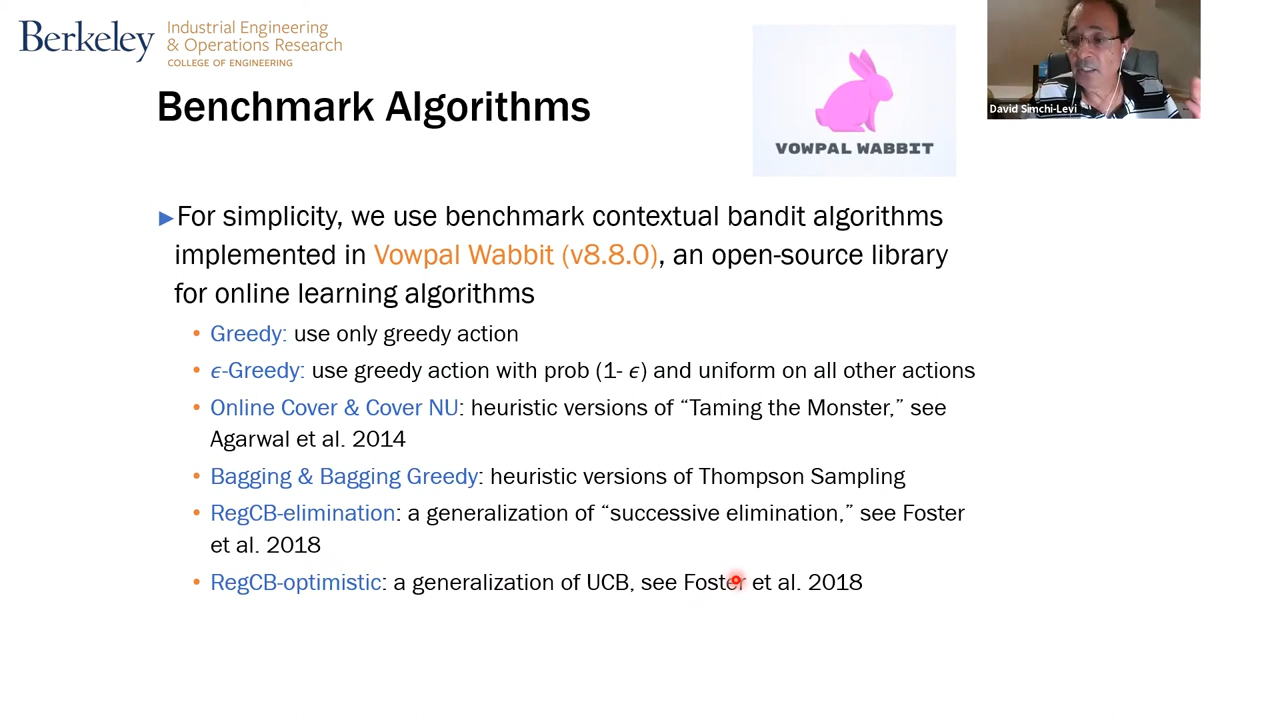 Berkeley
Industrial Engineering
& Operations Research
COLLEGE OF ENGINEERING
Benchmark Algorithms
VOWPAL WABBIT
David Simchi-Levi
►For simplicity, we use benchmark contextual bandit algorithms
implemented in Vowpal Wabbit (v8.8.0), an open-source library
for online learning algorithms
• Greedy: use only greedy action
• ϵ-Greedy: use greedy action with prob (1- ϵ) and uniform on all other actions
• Online Cover & Cover NU: heuristic versions of “Taming the Monster,” see
Agarwal et al. 2014
• Bagging & Bagging Greedy: heuristic versions of Thompson Sampling
• RegCB-elimination: a generalization of “successive elimination,” see Foster
et al. 2018
• RegCB-optimistic: a generalization of UCB, see Foster et al. 2018